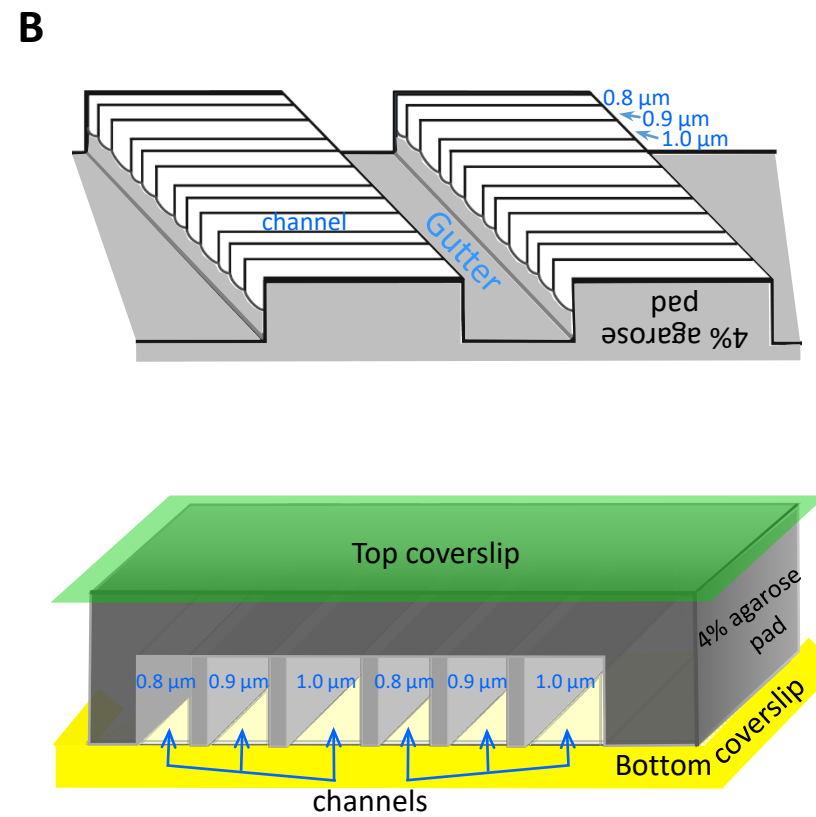 B
0.8 µm
0.9 µm
1.0 µm
channel
Gutter
4% agarose
pad
Top coverslip
4% agarose
pad
0.8 µm 0.9 µm 1.0 µm 0.8 µm 0.9 µm 1.0 µm
Bottom coverslip
channels